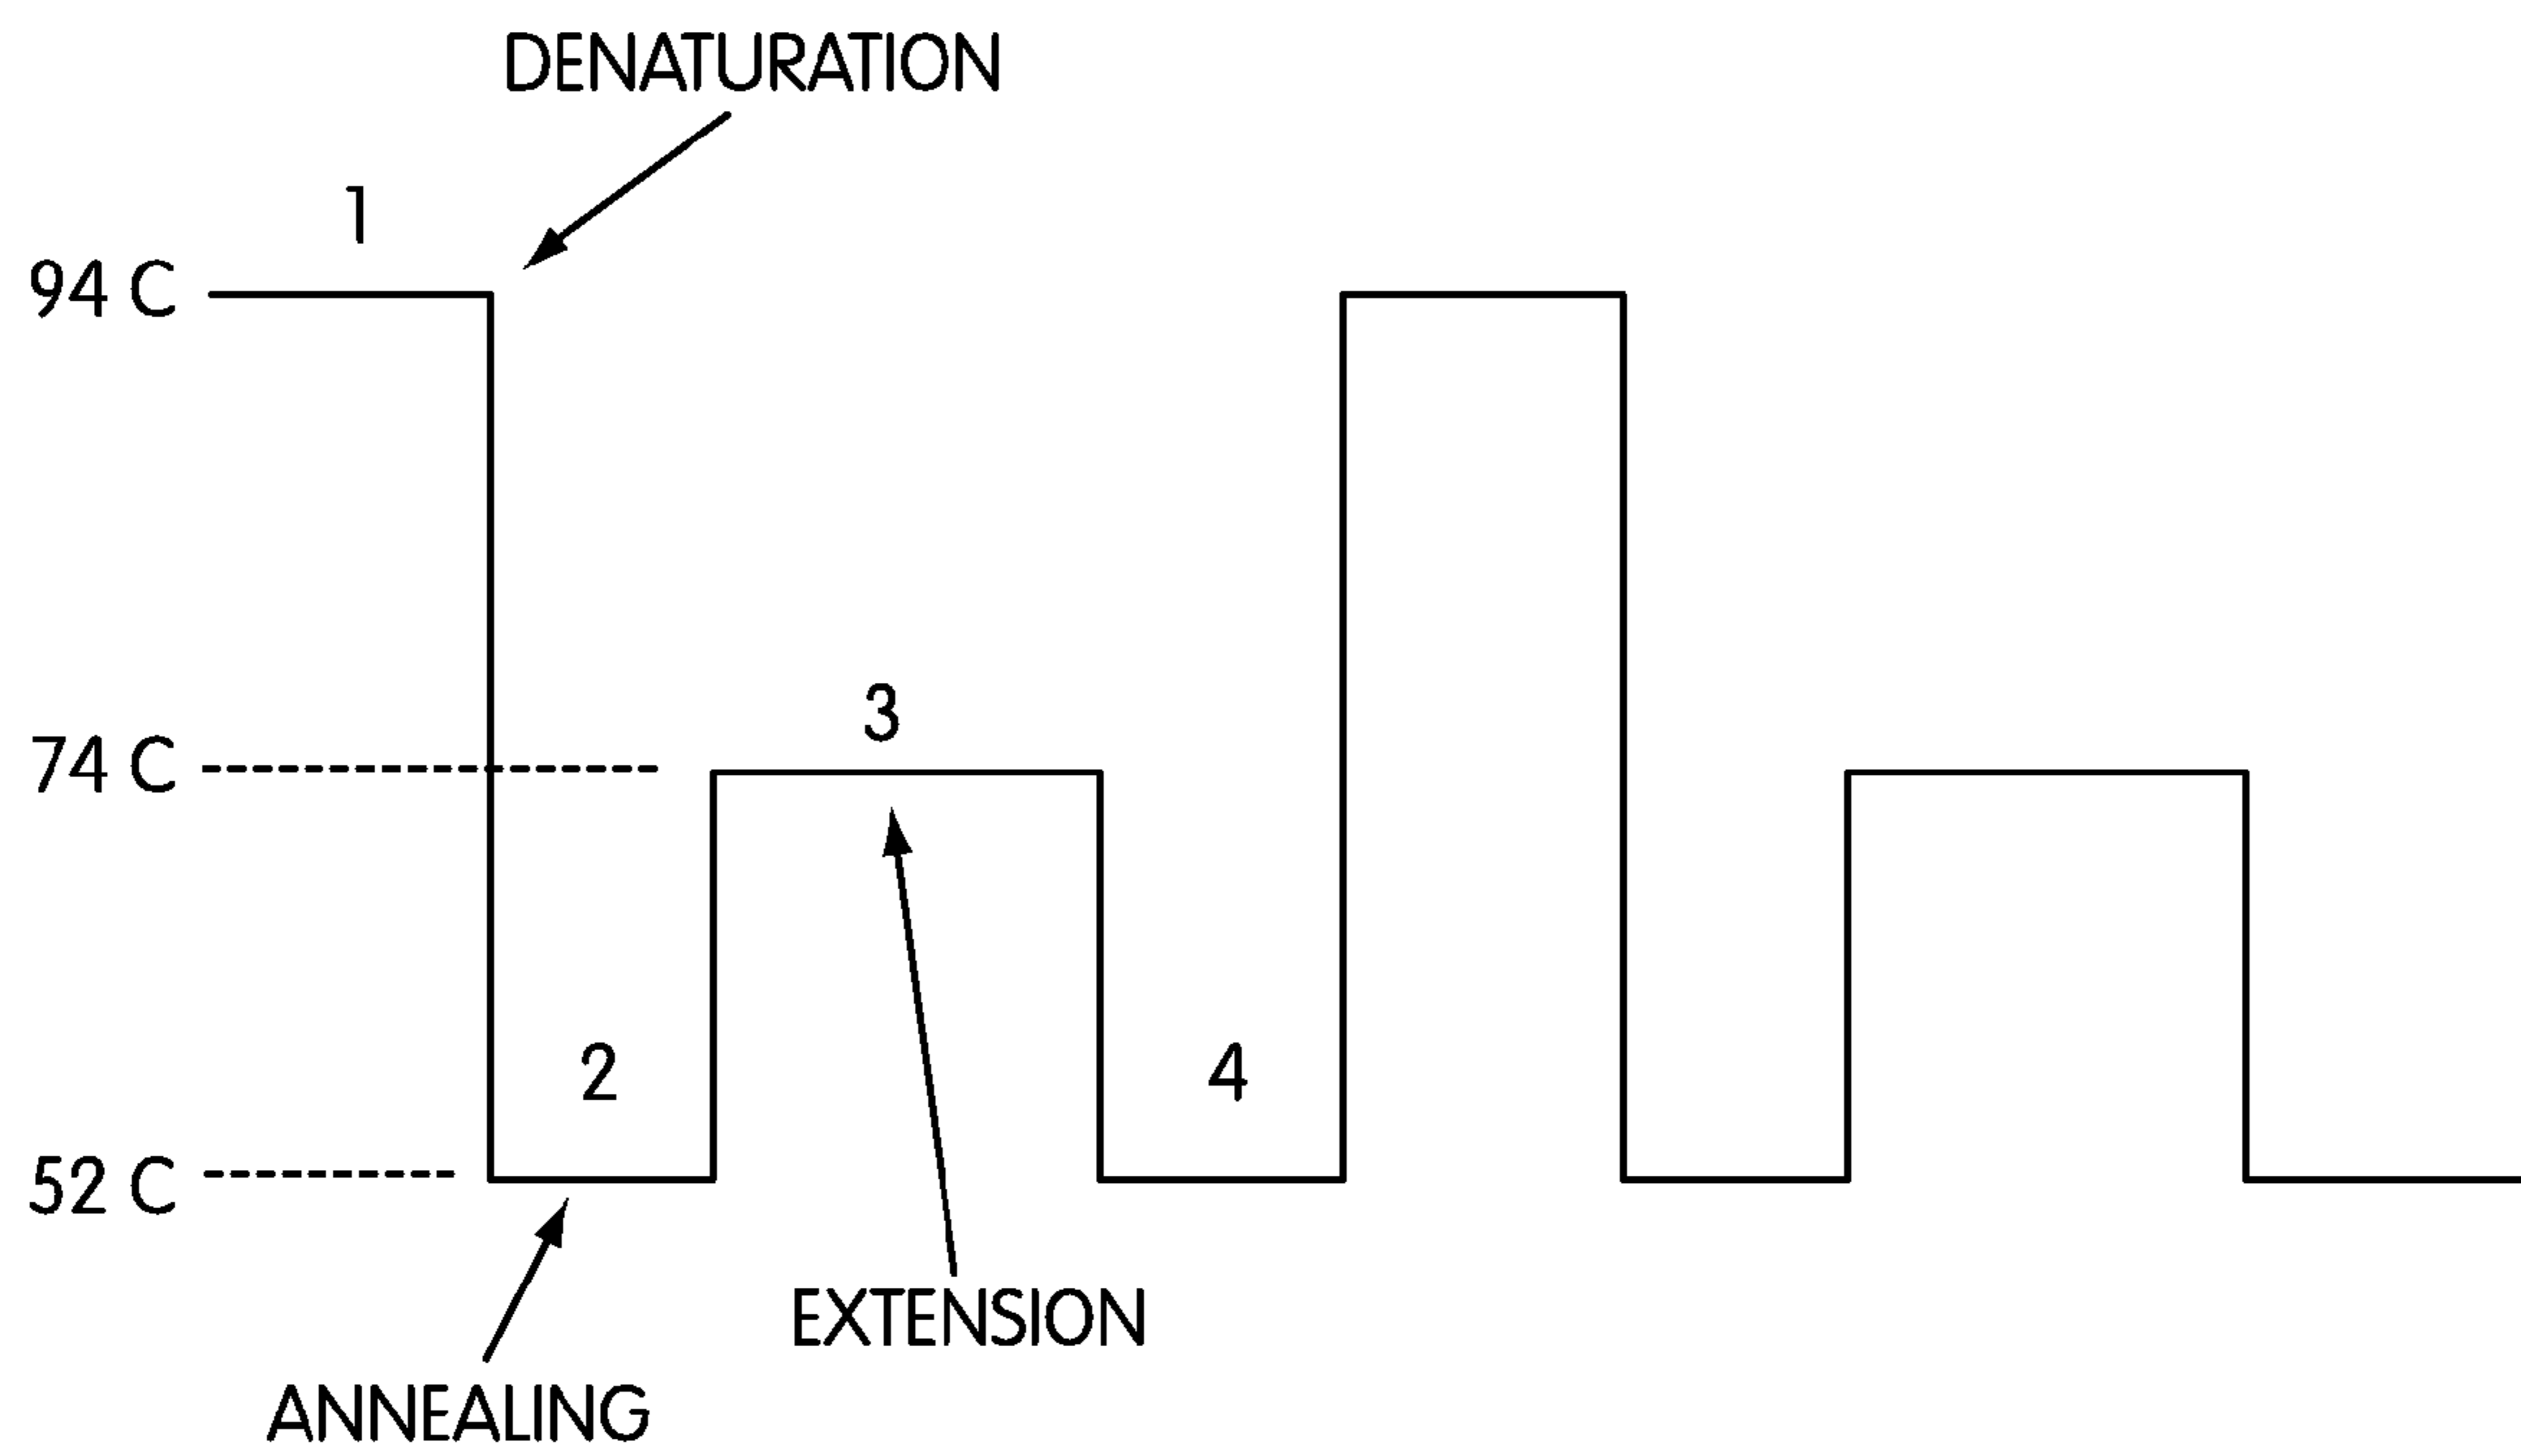 DENATURATION
1
94 C
3
74 C
2
4
52 C
EXTENSION
ANNEALING